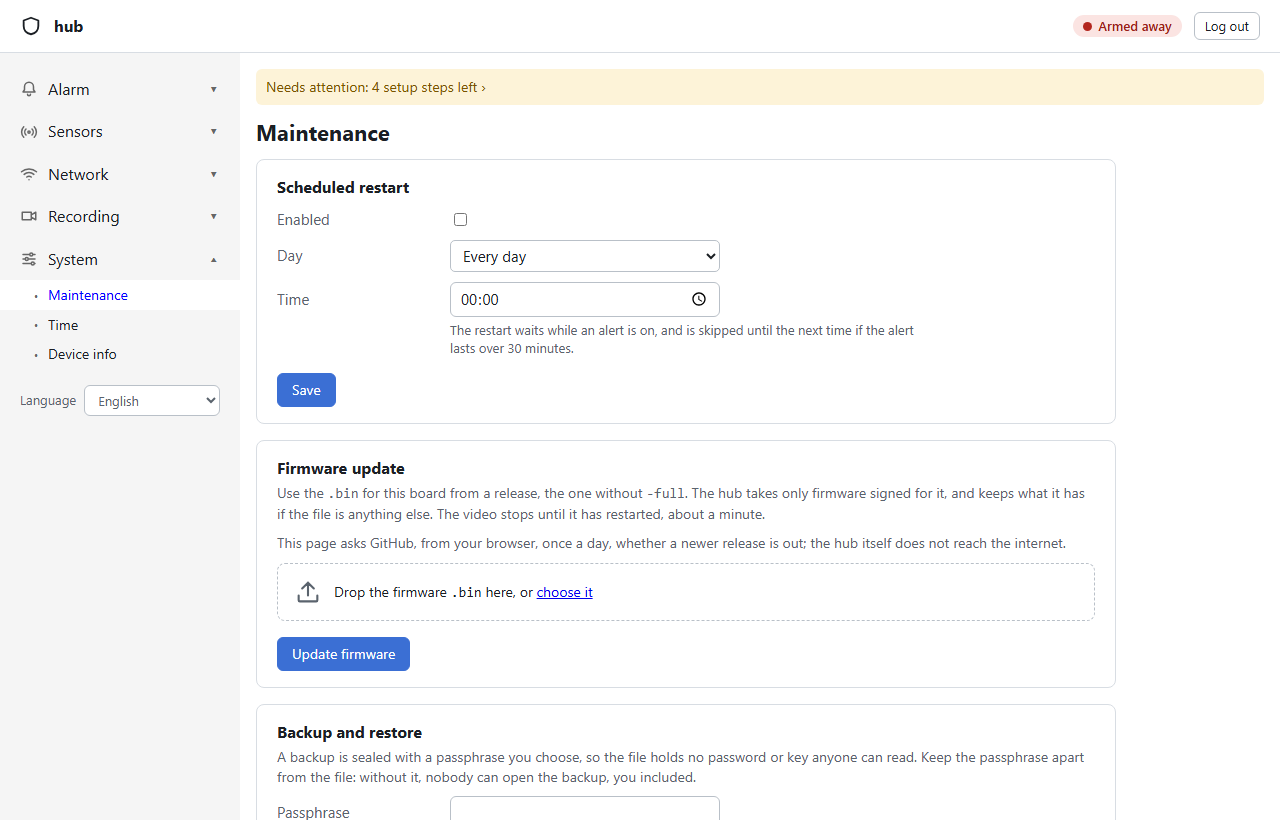 hub
Armed away
Log out
Alarm
Sensors
Network
Recording
System
Maintenance
Time
Device info
Language
English
Needs attention: 4 setup steps left ›
Maintenance
Scheduled restart
Enabled
Day
Every day
Time
00:00
The restart waits while an alert is on, and is skipped until the next time if the alert
lasts over 30 minutes.
Save
Firmware update
Use the .bin for this board from a release, the one without -full. The hub takes only firmware signed for it, and keeps what it has
if the file is anything else. The video stops until it has restarted, about a minute.
This page asks GitHub, from your browser, once a day, whether a newer release is out; the hub itself does not reach the internet.
Drop the firmware .bin here, or choose it
Update firmware
Backup and restore
A backup is sealed with a passphrase you choose, so the file holds no password or key anyone can read. Keep the passphrase apart
from the file: without it, nobody can open the backup, you included.
Passphrase